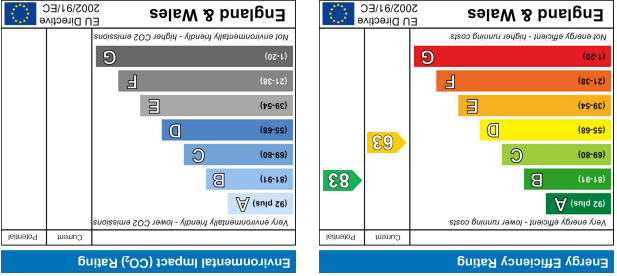 Energy Efficiency Rating
Current Potential
Very energy efficient - lower running costs
(92 plus) A
(81-91) B
83
(69-80) C
63
(55-68) D
(39-54) E
(21-38) F
(1-20) G
Not energy efficient - higher running costs
England & Wales
EU Directive
2002/91/EC
Environmental Impact (CO₂) Rating
Current Potential
Very environmentally friendly - lower CO2 emissions
(92 plus) A
(81-91) B
(69-80) C
(55-68) D
(39-54) E
(21-38) F
(1-20) G
Not environmentally friendly - higher CO2 emissions
England & Wales
EU Directive
2002/91/EC